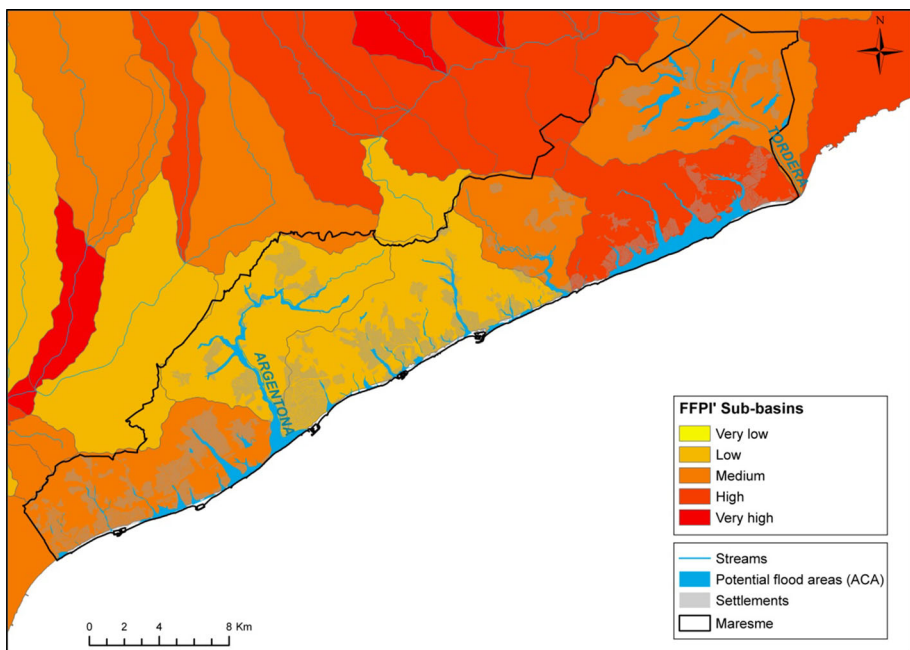 N
TORDERA
ARGENTONA
FFPI' Sub-basins
Very low
Low
Medium
High
Very high
Streams
Potential flood areas (ACA)
Settlements
Maresme
0 2 4 8 Km